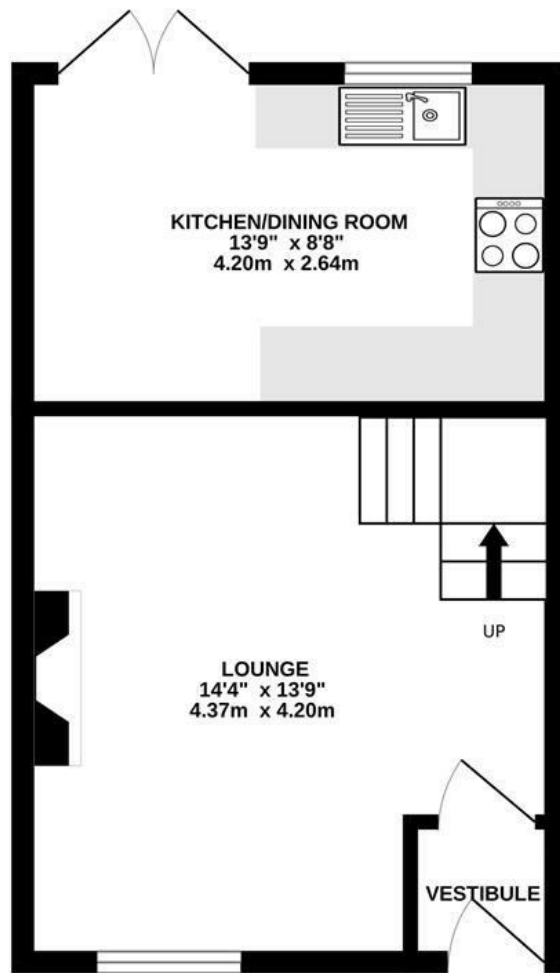 KITCHEN/DINING ROOM
13'9" x 8'8"
4.20m x 2.64m
UP
LOUNGE
14'4" x 13'9"
4.37m x 4.20m
VESTIBULE